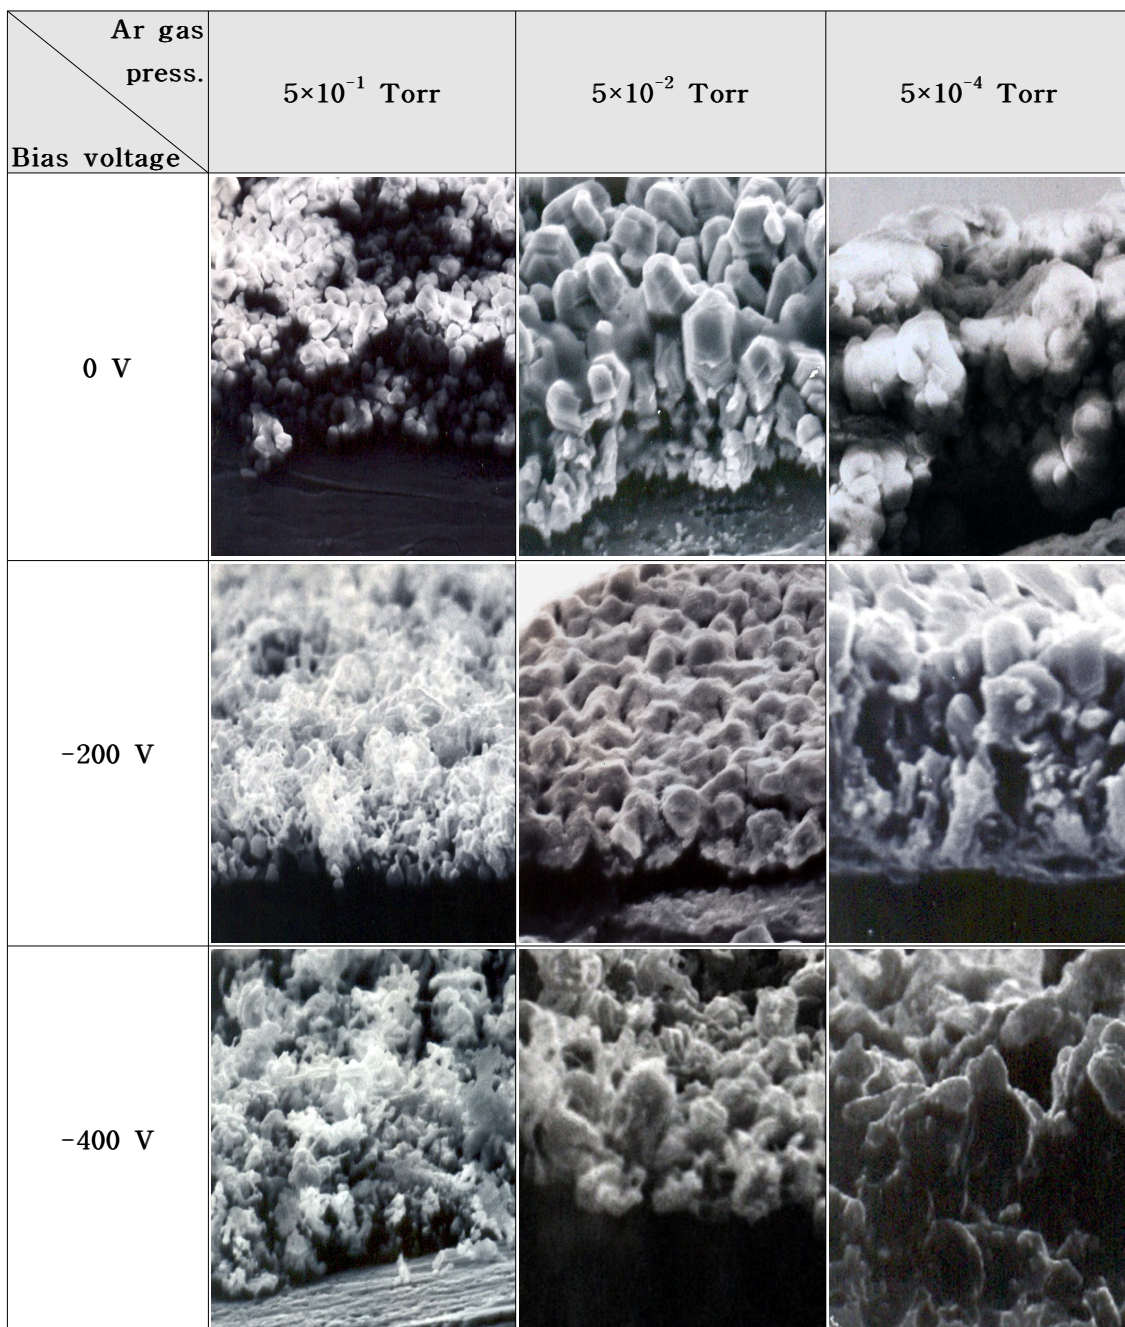 Ar gas
press.
Bias voltage
5×10⁻¹ Torr
5×10⁻² Torr
5×10⁻⁴ Torr
0 V
-200 V
-400 V